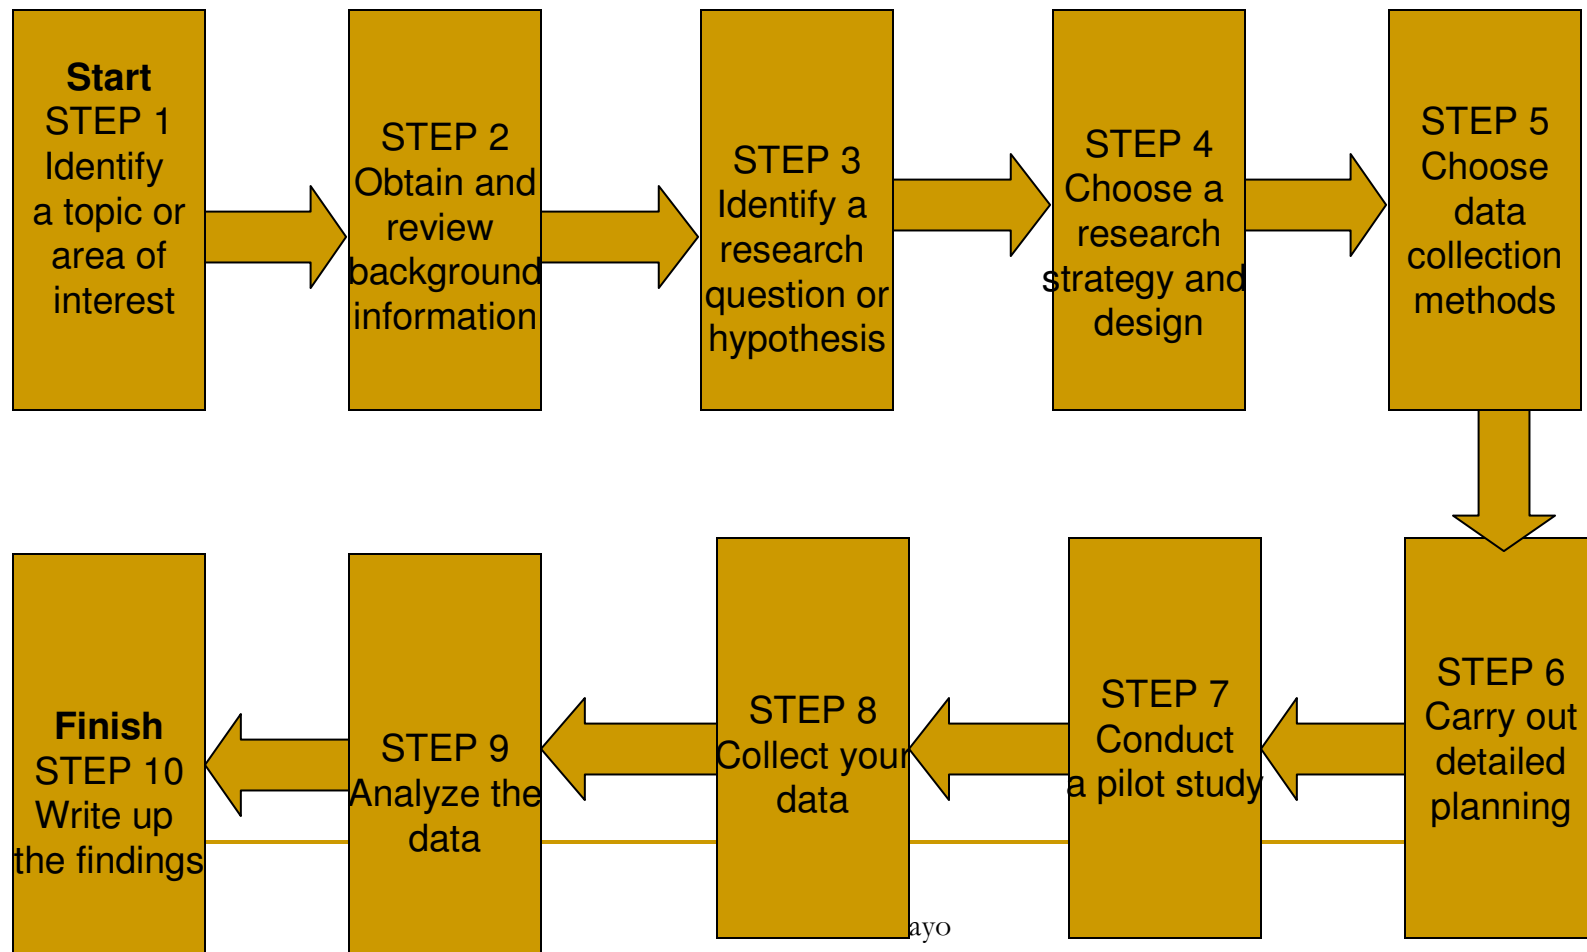 Start
STEP 1
Identify
a topic or
area of
interest
STEP 2
Obtain and
review
background
information
STEP 3
Identify a
research
question or
hypothesis
STEP 4
Choose a
research
strategy and
design
STEP 5
Choose
data
collection
methods
STEP 6
Carry out
detailed
planning
STEP 7
Conduct
a pilot study
STEP 8
Collect your
data
STEP 9
Analyze the
data
Finish
STEP 10
Write up
the findings
ayo